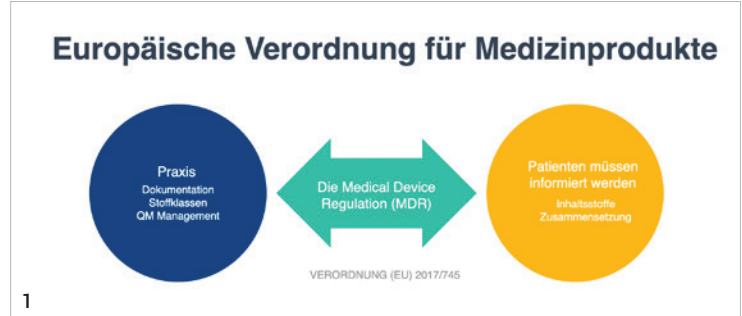 Europäische Verordnung für Medizinprodukte
Praxis
Dokumentation
Stoffklassen
QM Management
Die Medical Device
Regulation (MDR)
Patienten müssen
informiert werden
Inhaltsstoffe
Zusammensetzung
VERORDNUNG (EU) 2017/745
1